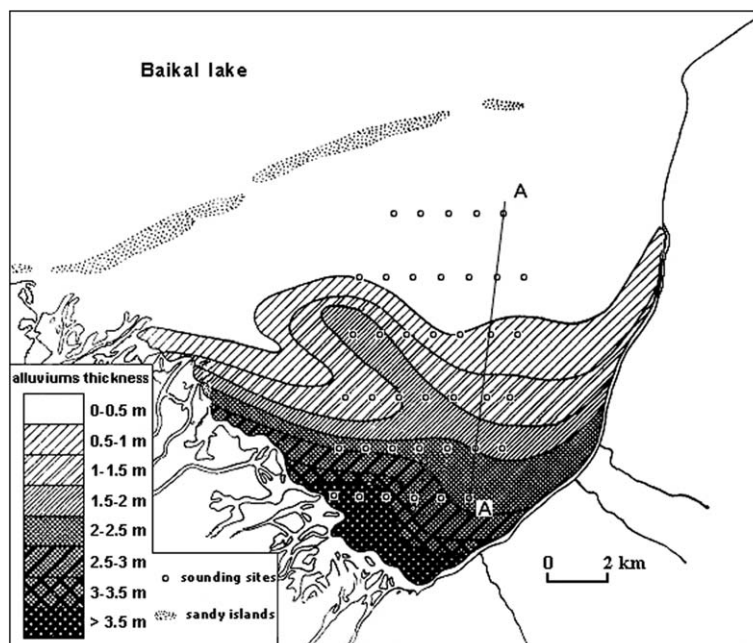 Baikal lake
A
alluviums thickness
0-0.5 m
0.5-1 m
1-1.5 m
1.5-2 m
2-2.5 m
2.5-3 m
3-3.5 m
> 3.5 m
sounding sites
sandy islands
A
0 2 km